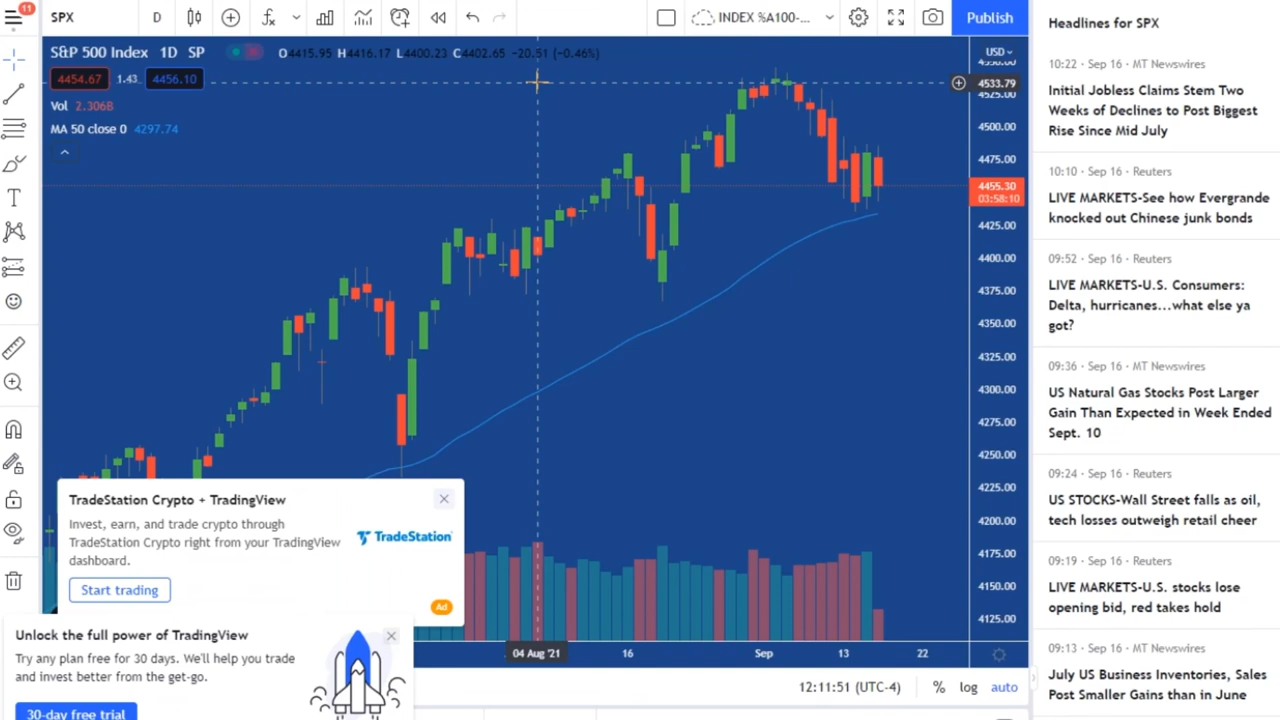 11
SPX
D
INDEX %A100-...
Publish
S&P 500 Index 1D SP
O4415.95 H4416.17 L4400.23 C4402.65 -20.51 (-0.46%)
4454.67 1.43 4456.10
Vol 2.306B
MA 50 close 0 4297.74
USD
4533.79
4525.00
4500.00
4475.00
4455.30
03:58:10
4425.00
4400.00
4375.00
4350.00
4325.00
4300.00
4275.00
4250.00
4225.00
4200.00
4175.00
4150.00
4125.00
04 Aug '21
16
Sep
13
22
12:11:51 (UTC-4)
%
log
auto
TradeStation Crypto + TradingView
Invest, earn, and trade crypto through
TradeStation Crypto right from your TradingView
dashboard.
TradeStation
Start trading
Ad
Unlock the full power of TradingView
Try any plan free for 30 days. We'll help you trade
and invest better from the get-go.
30-day free trial
Headlines for SPX
10:22 · Sep 16 · MT Newswires
Initial Jobless Claims Stem Two
Weeks of Declines to Post Biggest
Rise Since Mid July
10:10 · Sep 16 · Reuters
LIVE MARKETS-See how Evergrande
knocked out Chinese junk bonds
09:52 · Sep 16 · Reuters
LIVE MARKETS-U.S. Consumers:
Delta, hurricanes...what else ya
got?
09:36 · Sep 16 · MT Newswires
US Natural Gas Stocks Post Larger
Gain Than Expected in Week Ended
Sept. 10
09:24 · Sep 16 · Reuters
US STOCKS-Wall Street falls as oil,
tech losses outweigh retail cheer
09:19 · Sep 16 · Reuters
LIVE MARKETS-U.S. stocks lose
opening bid, red takes hold
09:13 · Sep 16 · MT Newswires
July US Business Inventories, Sales
Post Smaller Gains than in June